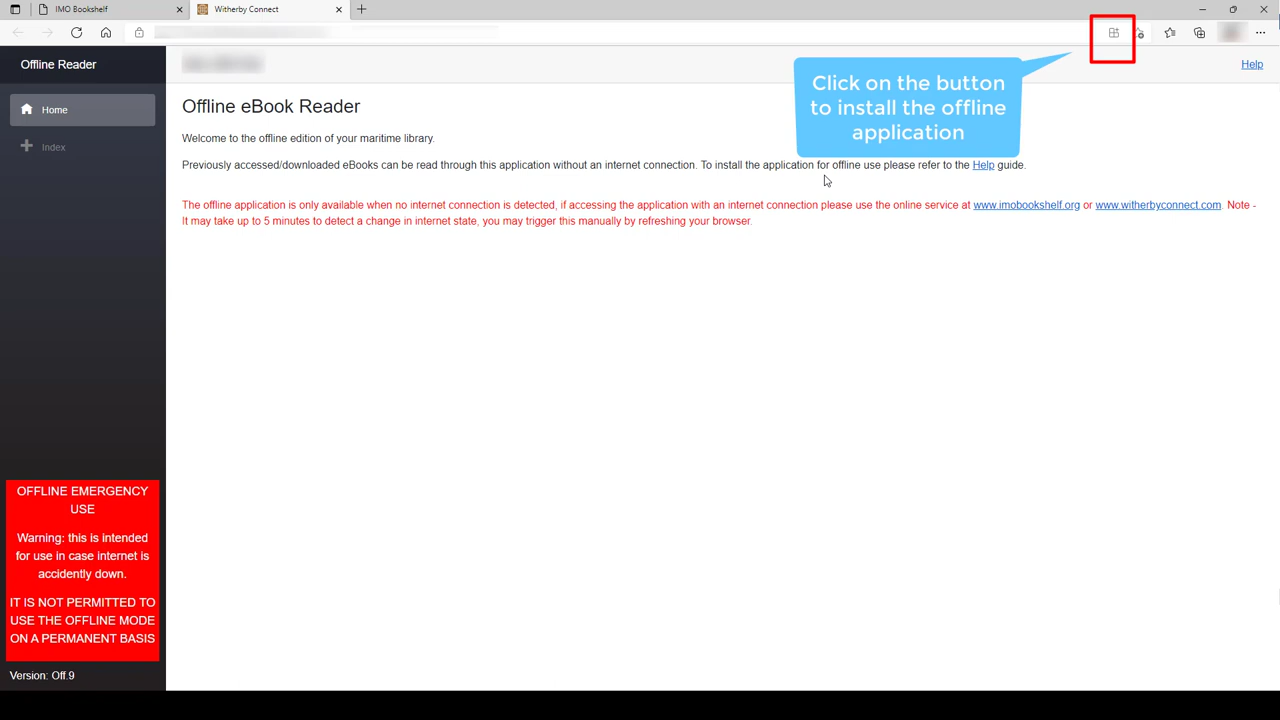 IMO Bookshelf
Witherby Connect
Offline Reader
Home
Index
Help
Click on the button
to install the offline
application
Offline eBook Reader
Welcome to the offline edition of your maritime library.
Previously accessed/downloaded eBooks can be read through this application without an internet connection. To install the application for offline use please refer to the Help guide.
The offline application is only available when no internet connection is detected, if accessing the application with an internet connection please use the online service at www.imobookshelf.org or www.witherbyconnect.com. Note -
It may take up to 5 minutes to detect a change in internet state, you may trigger this manually by refreshing your browser.
OFFLINE EMERGENCY
USE
Warning: this is intended
for use in case internet is
accidently down.
IT IS NOT PERMITTED TO
USE THE OFFLINE MODE
ON A PERMANENT BASIS
Version: Off.9